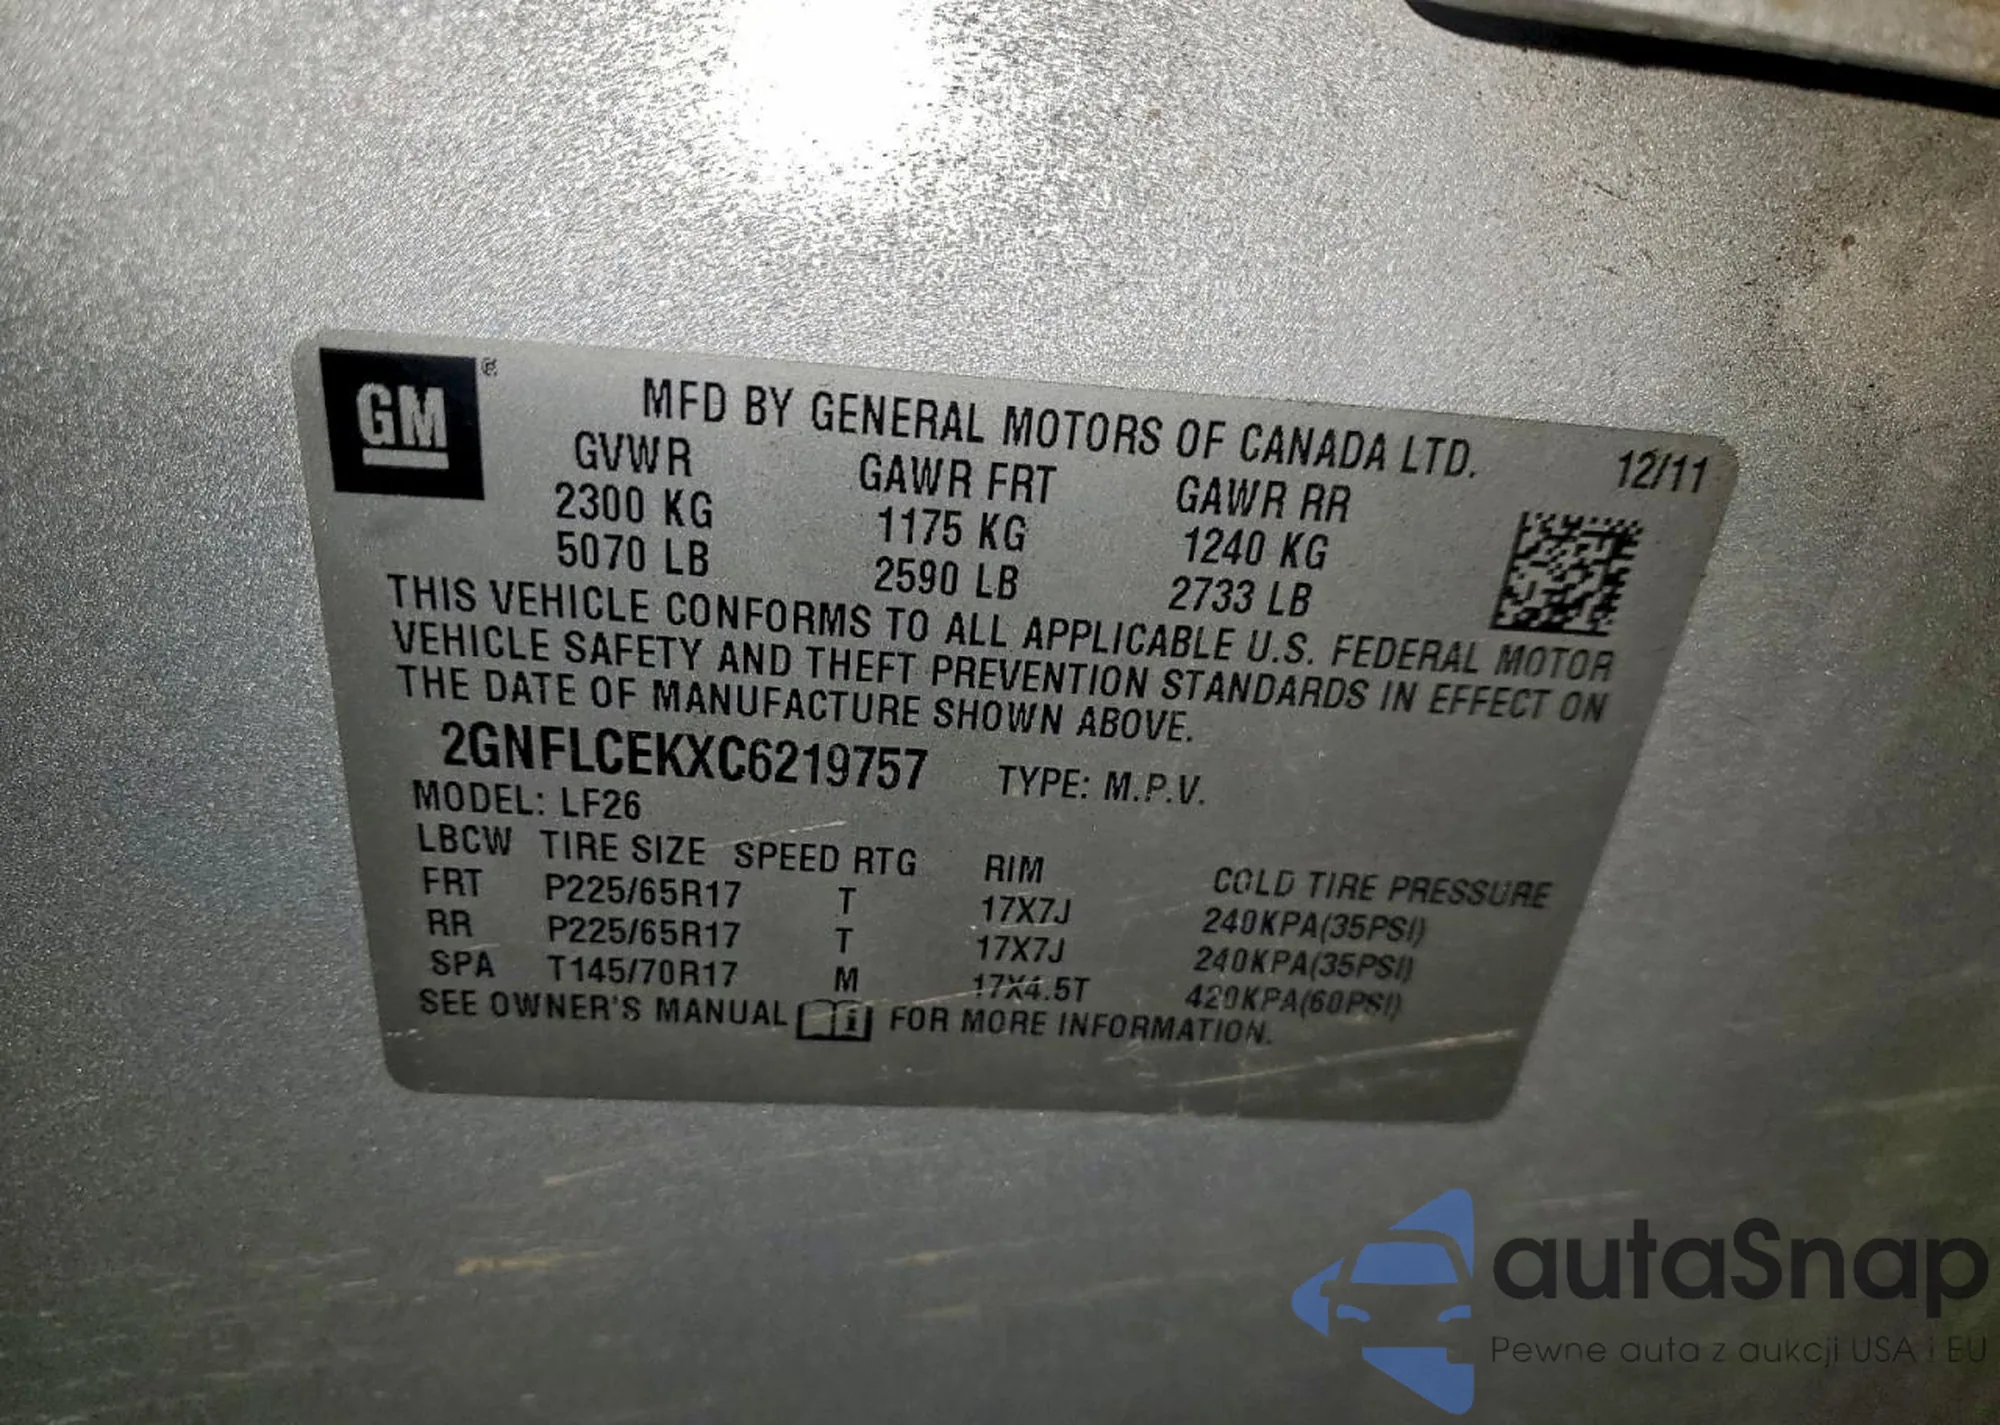 GM ®
MFD BY GENERAL MOTORS OF CANADA LTD. 12/11
GVWR GAWR FRT GAWR RR
2300 KG 1175 KG 1240 KG
5070 LB 2590 LB 2733 LB
THIS VEHICLE CONFORMS TO ALL APPLICABLE U.S. FEDERAL MOTOR
VEHICLE SAFETY AND THEFT PREVENTION STANDARDS IN EFFECT ON
THE DATE OF MANUFACTURE SHOWN ABOVE.
2GNFLCEKXC6219757 TYPE: M.P.V.
MODEL: LF26
LBCW TIRE SIZE SPEED RTG RIM COLD TIRE PRESSURE
FRT P225/65R17 T 17X7J 240KPA(35PSI)
RR P225/65R17 T 17X7J 240KPA(35PSI)
SPA T145/70R17 M 17X4.5T 420KPA(60PSI)
SEE OWNER'S MANUAL i FOR MORE INFORMATION.
autaSnap
Pewne auta z aukcji USA i EU